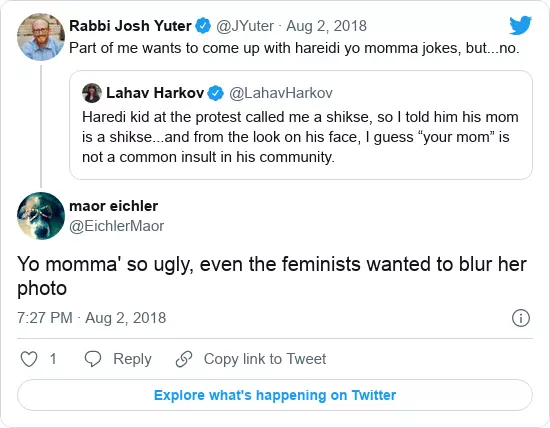 Rabbi Josh Yuter @JYuter · Aug 2, 2018
Part of me wants to come up with hareidi yo momma jokes, but...no.
Lahav Harkov @LahavHarkov
Haredi kid at the protest called me a shikse, so I told him his mom
is a shikse...and from the look on his face, I guess “your mom” is
not a common insult in his community.
maor eichler
@EichlerMaor
Yo momma' so ugly, even the feminists wanted to blur her
photo
7:27 PM · Aug 2, 2018
1 Reply Copy link to Tweet
Explore what's happening on Twitter